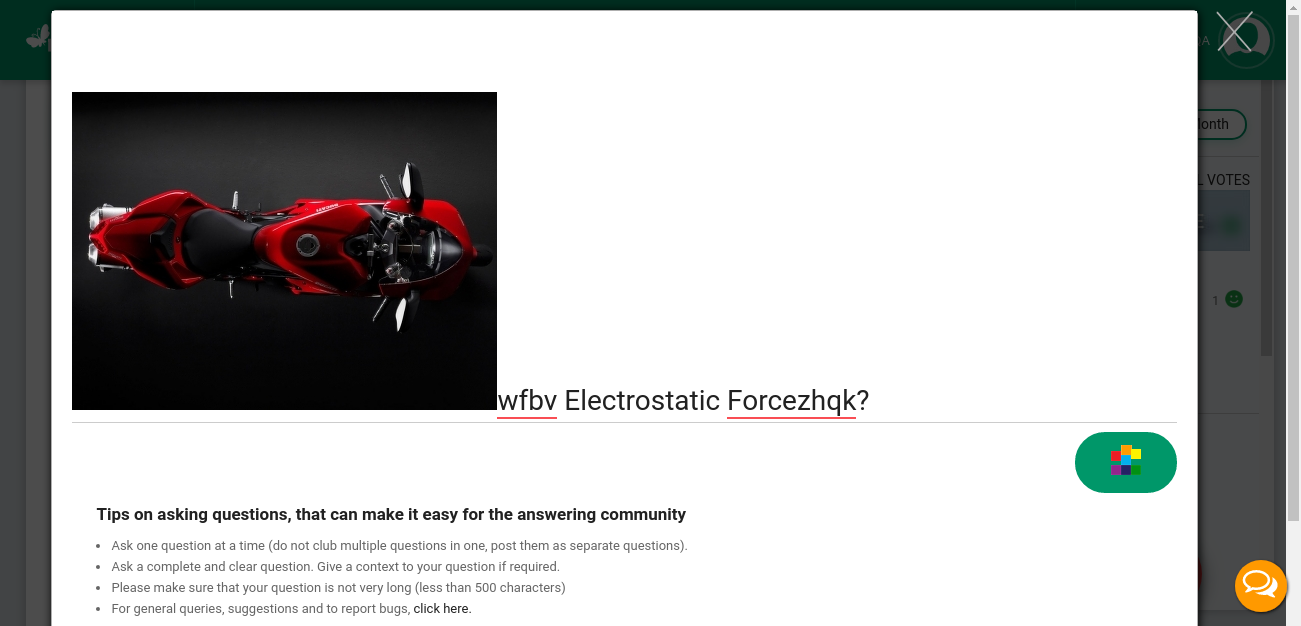 lonth
L VOTES
1
wfbv Electrostatic Forcezhqk?
Tips on asking questions, that can make it easy for the answering community
• Ask one question at a time (do not club multiple questions in one, post them as separate questions).
• Ask a complete and clear question. Give a context to your question if required.
• Please make sure that your question is not very long (less than 500 characters)
• For general queries, suggestions and to report bugs, click here.